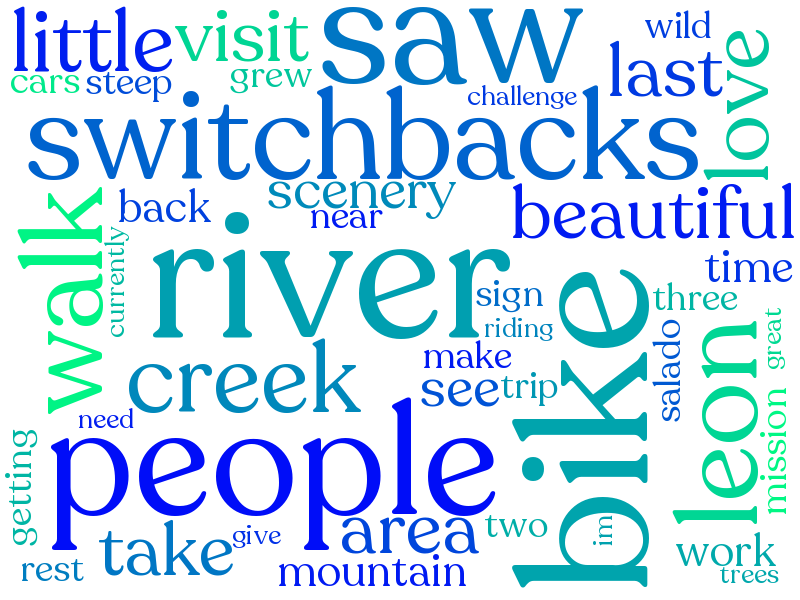 little
visit
saw
wild
cars
steep
grew
challenge
last
love
switchbacks
scenery
back
near
beautiful
walk
currently
river
time
sign
three
riding
bike
salado
great
creek
make
see
trip
leon
mission
need
people
getting
area
two
im
take
give
work
rest
mountain
trees